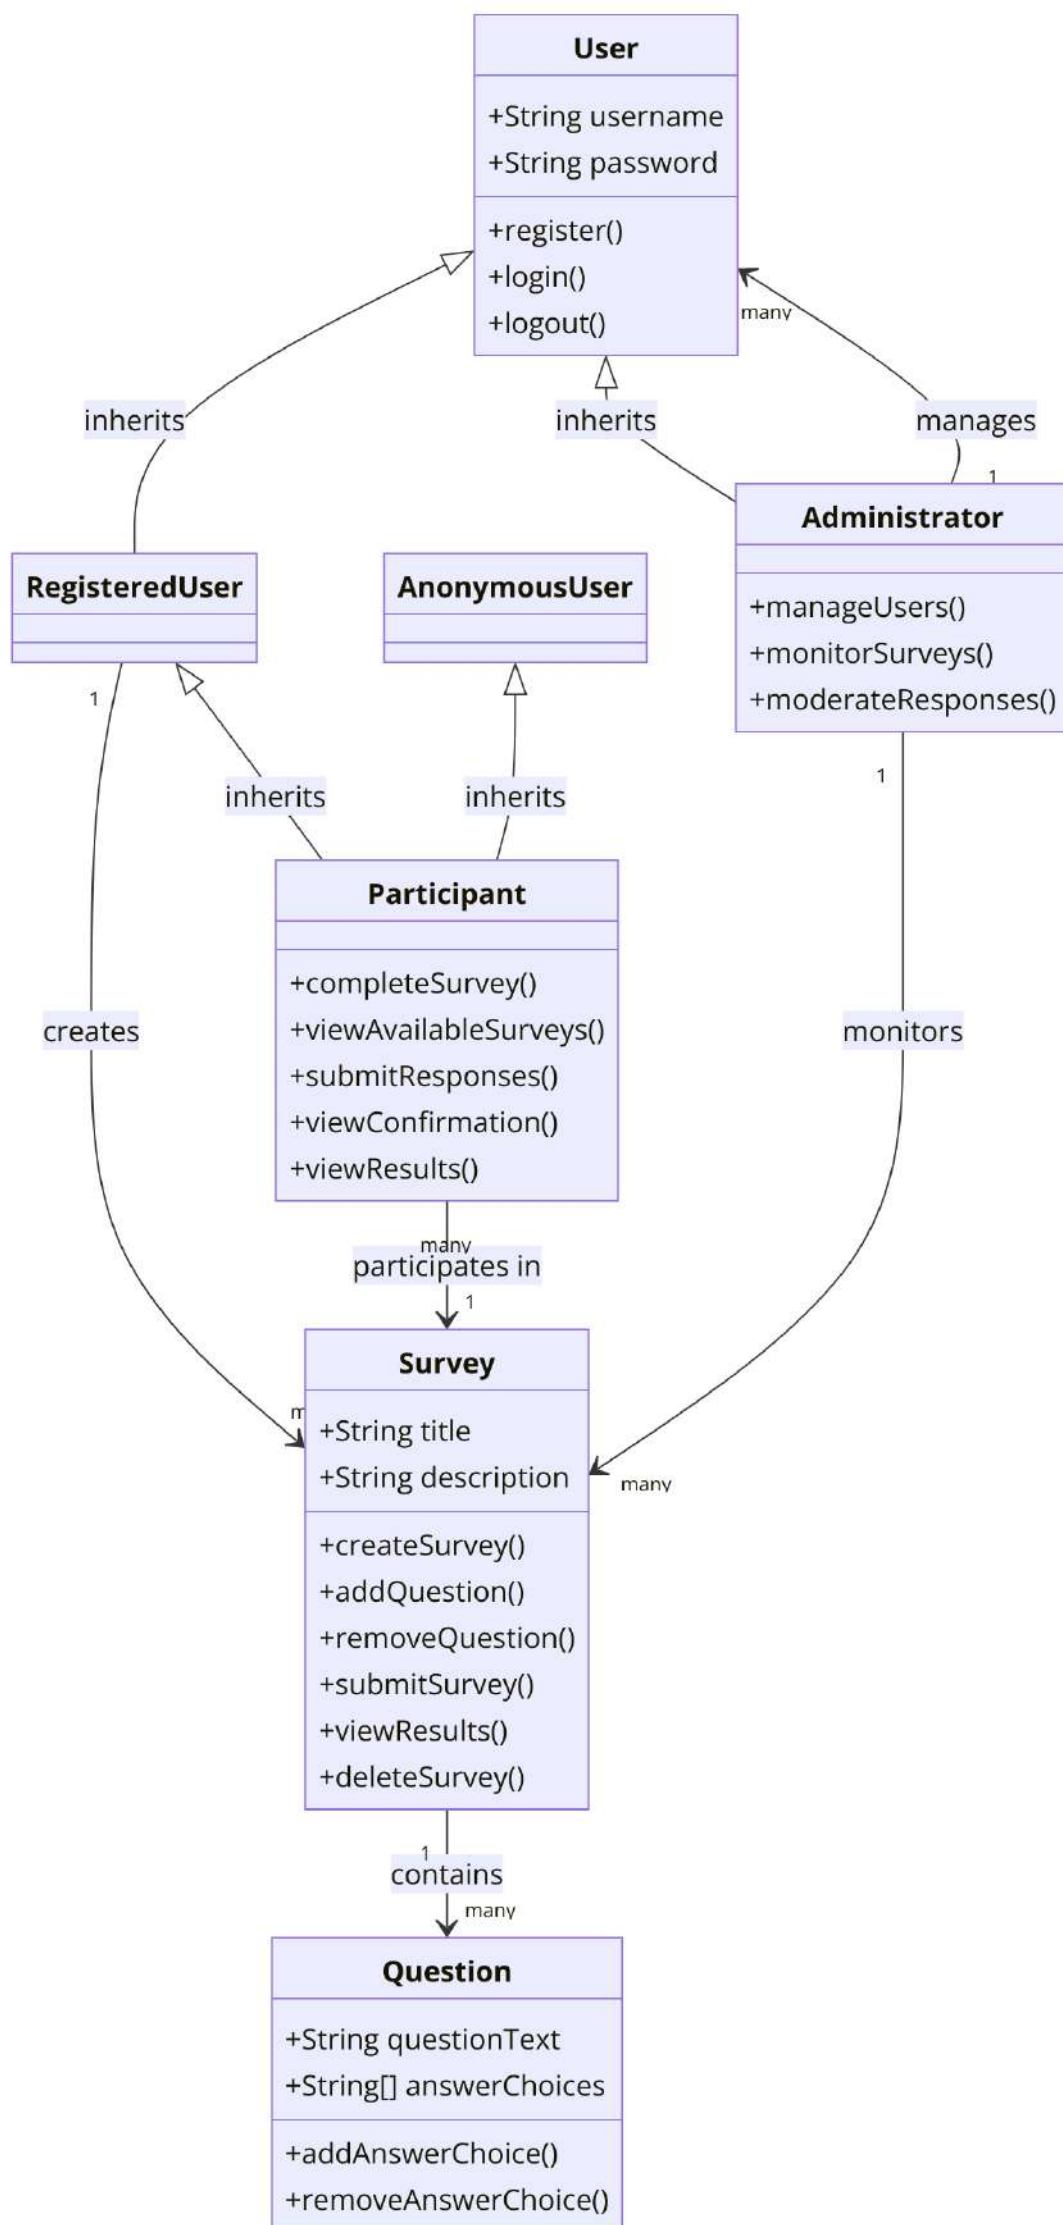 User
+String username
+String password
+register()
+login()
+logout()
many
inherits
inherits
manages
1
RegisteredUser
AnonymousUser
Administrator
+manageUsers()
+monitorSurveys()
+moderateResponses()
1
1
inherits
inherits
Participant
+completeSurvey()
+viewAvailableSurveys()
+submitResponses()
+viewConfirmation()
+viewResults()
creates
monitors
many
participates in
1
Survey
+String title
+String description
many
+createSurvey()
+addQuestion()
+removeQuestion()
+submitSurvey()
+viewResults()
+deleteSurvey()
1
contains
many
Question
+String questionText
+String[] answerChoices
+addAnswerChoice()
+removeAnswerChoice()